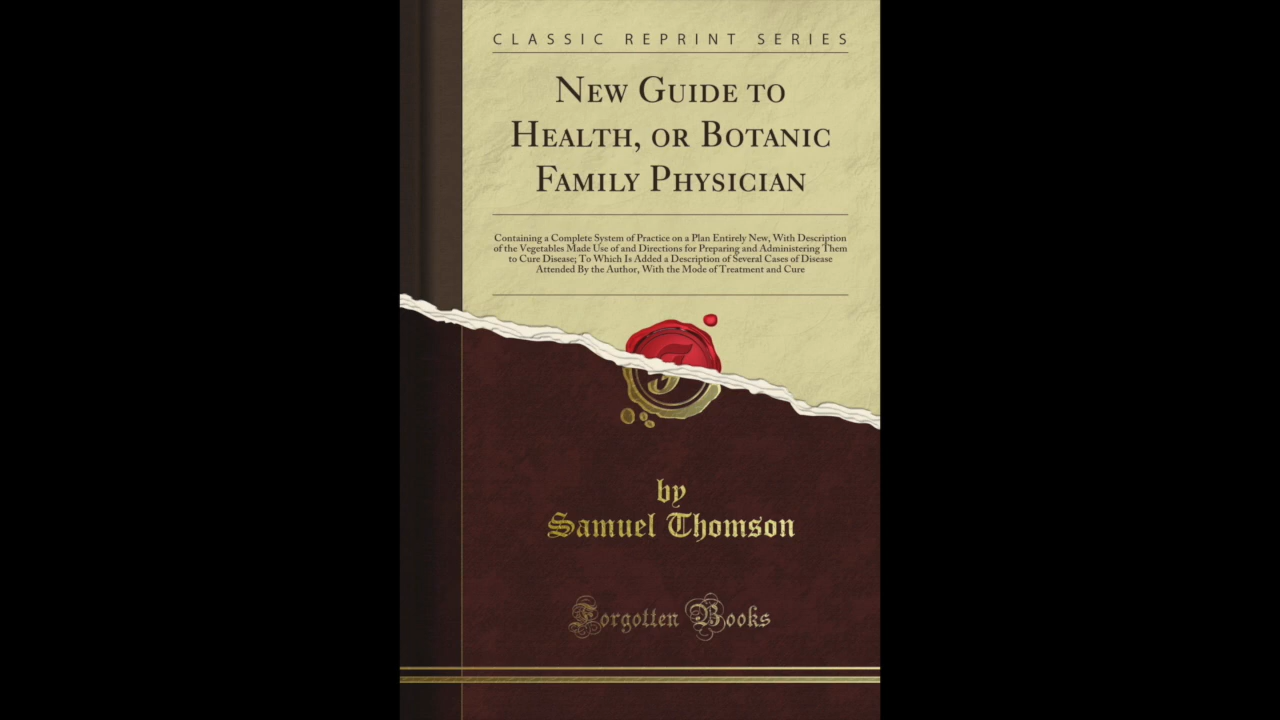 CLASSIC REPRINT SERIES
NEW GUIDE TO
HEALTH, OR BOTANIC
FAMILY PHYSICIAN
Containing a Complete System of Practice on a Plan Entirely New, With Description
of the Vegetables Made Use of and Directions for Preparing and Administering Them
to Cure Disease; To Which Is Added a Description of Several Cases of Disease
Attended By the Author, With the Mode of Treatment and Cure
by
Samuel Thomson
Forgotten Books